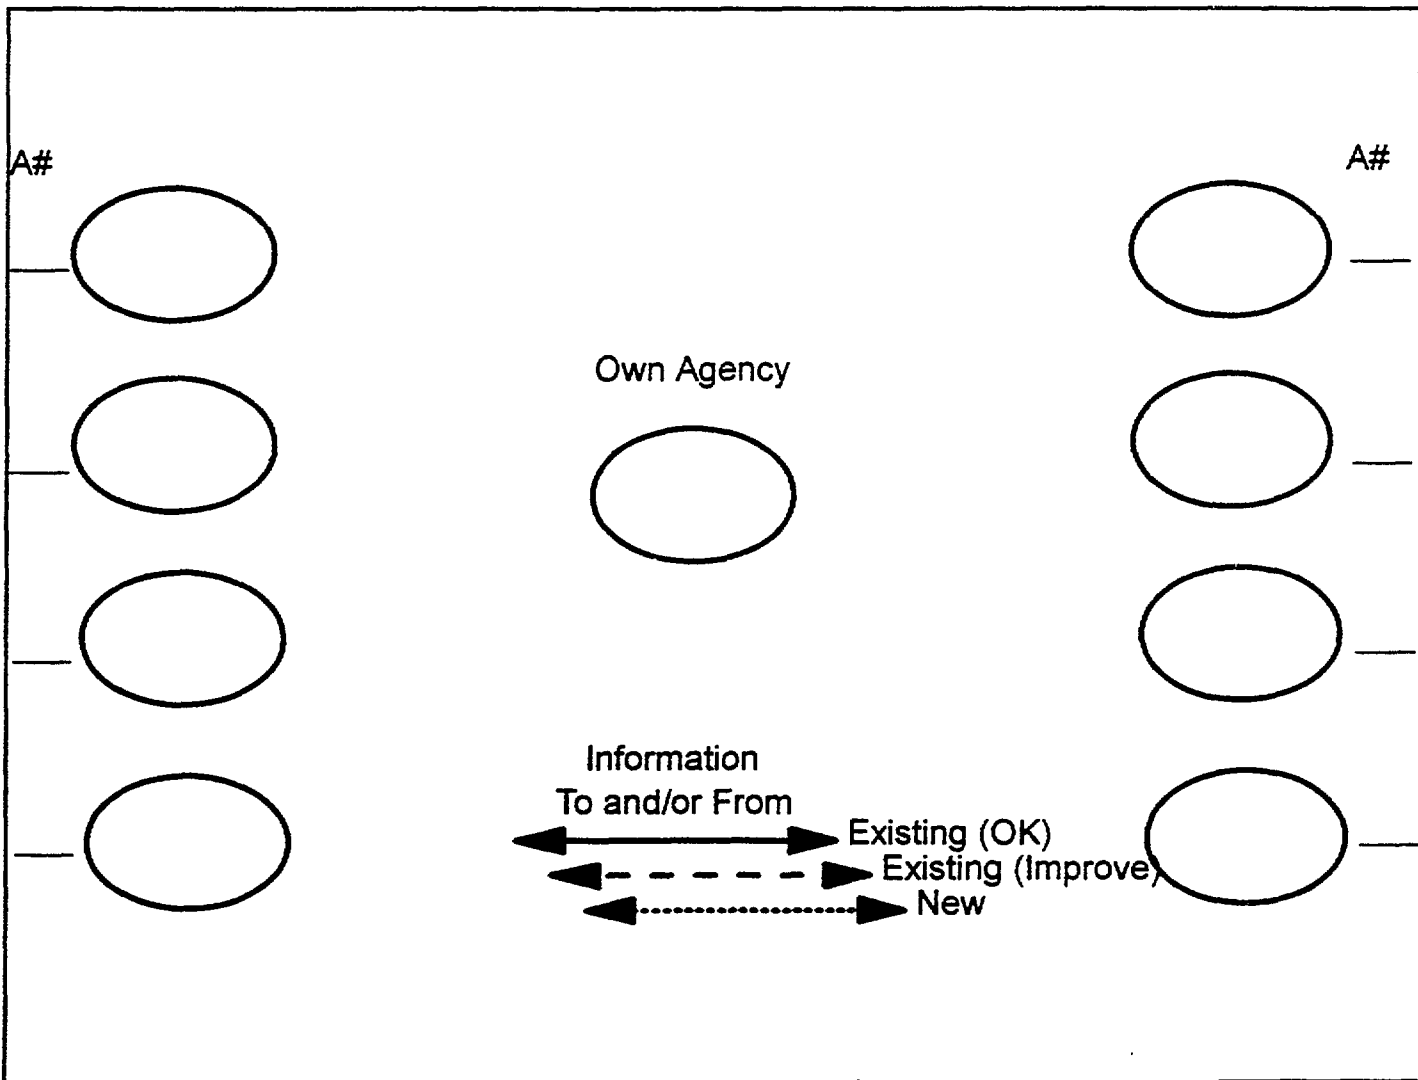 A#
A#
Own Agency
Information
To and/or From
Existing (OK)
Existing (Improve)
New